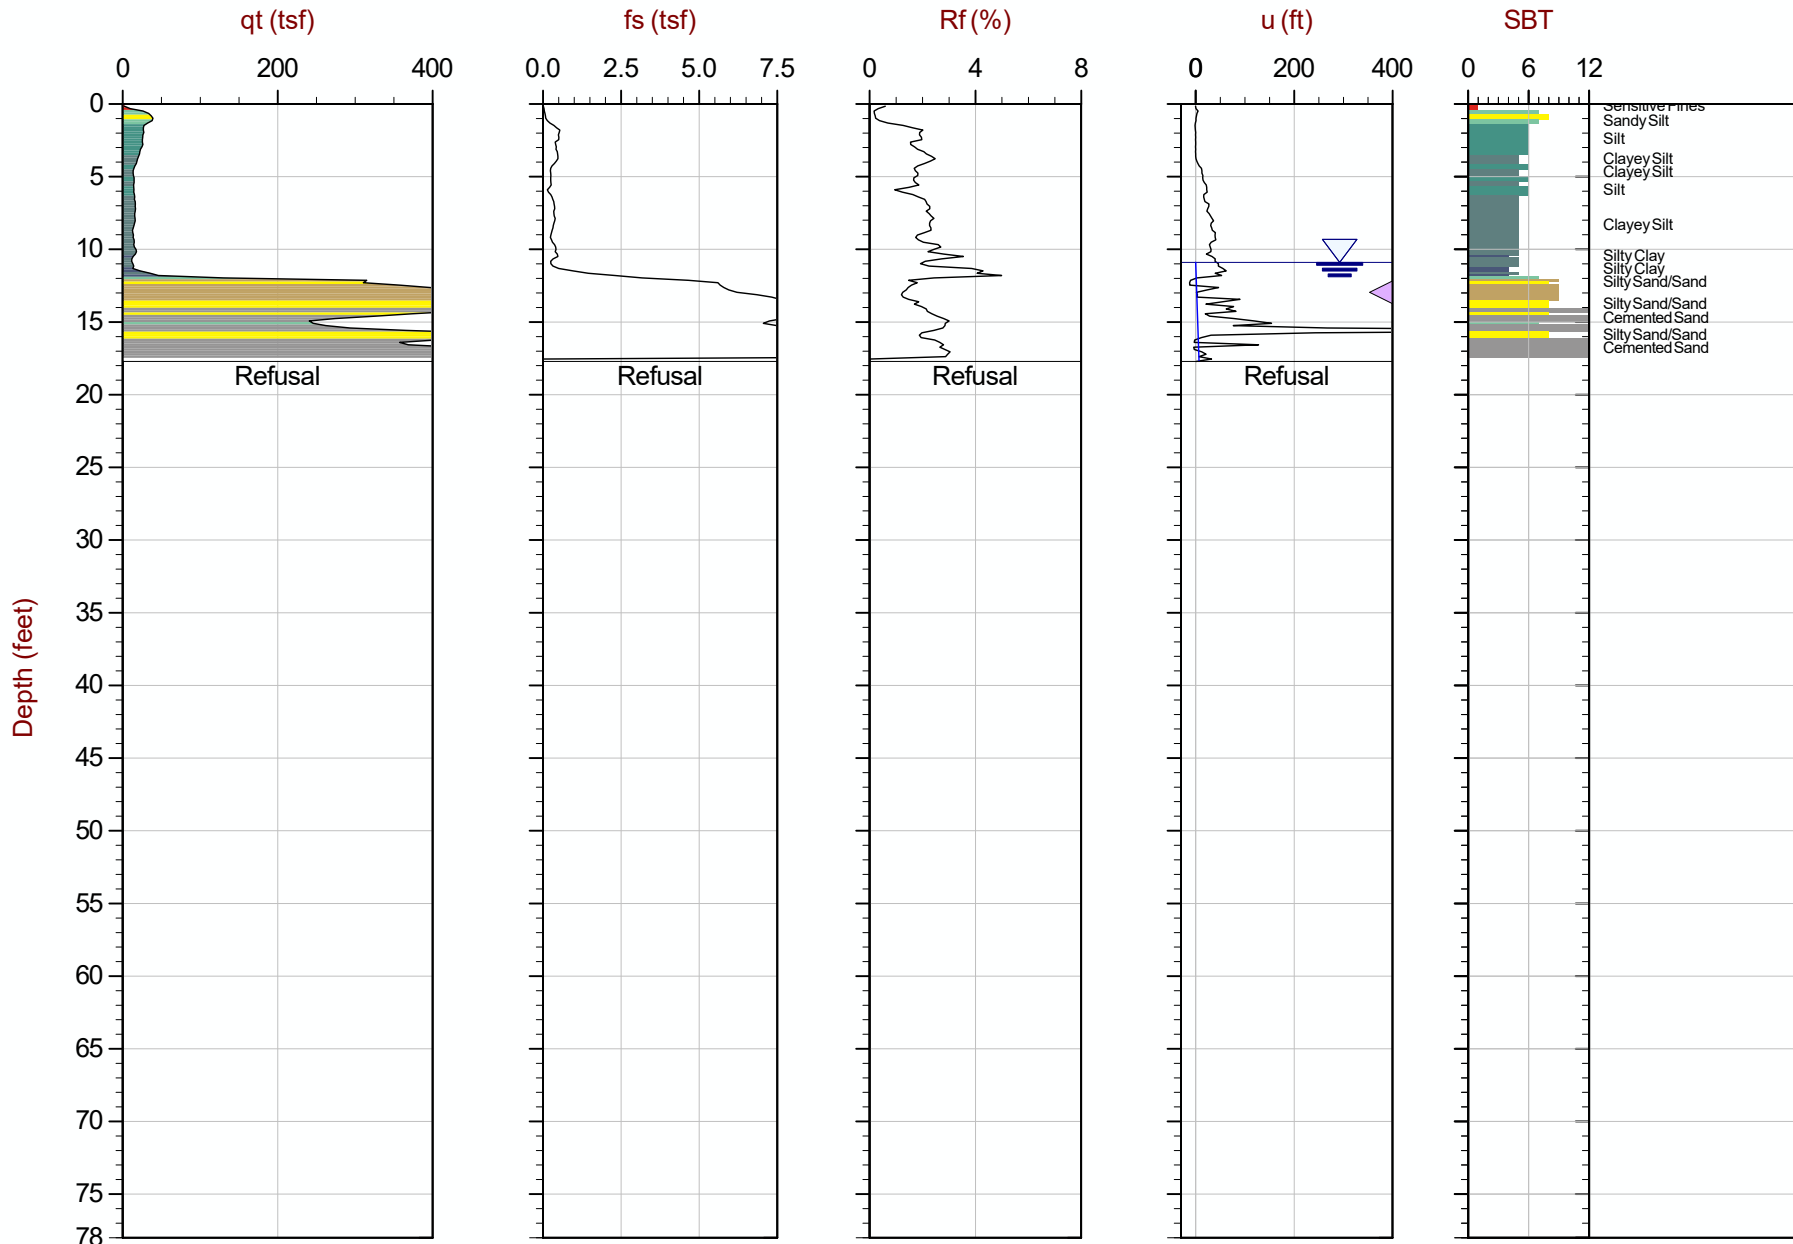 qt (tsf) fs (tsf) Rf (%) u (ft) SBT
0 200 400 0.0 2.5 5.0 7.5 0 4 8 0 200 400 0 6 12
0
Sensitive Fines
Sandy Silt
Silt
Clayey Silt
Clayey Silt
5
Silt
Clayey Silt
10
Silty Clay
Silty Clay
Silty Sand/Sand
Silty Sand/Sand
Cemented Sand
15
Silty Sand/Sand
Cemented Sand
Refusal Refusal Refusal Refusal
20
25
30
35
Depth (feet)
40
45
50
55
60
65
70
75
78